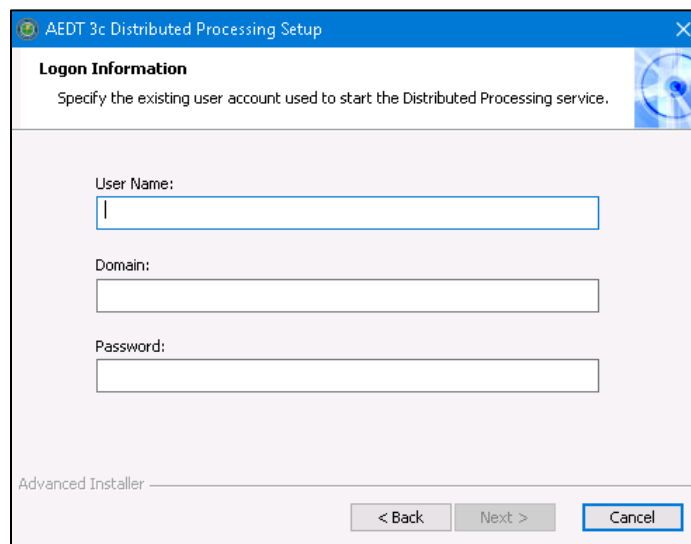 AEDT 3c Distributed Processing Setup
Logon Information
Specify the existing user account used to start the Distributed Processing service.
User Name:
Domain:
Password:
Advanced Installer
< Back Next > Cancel